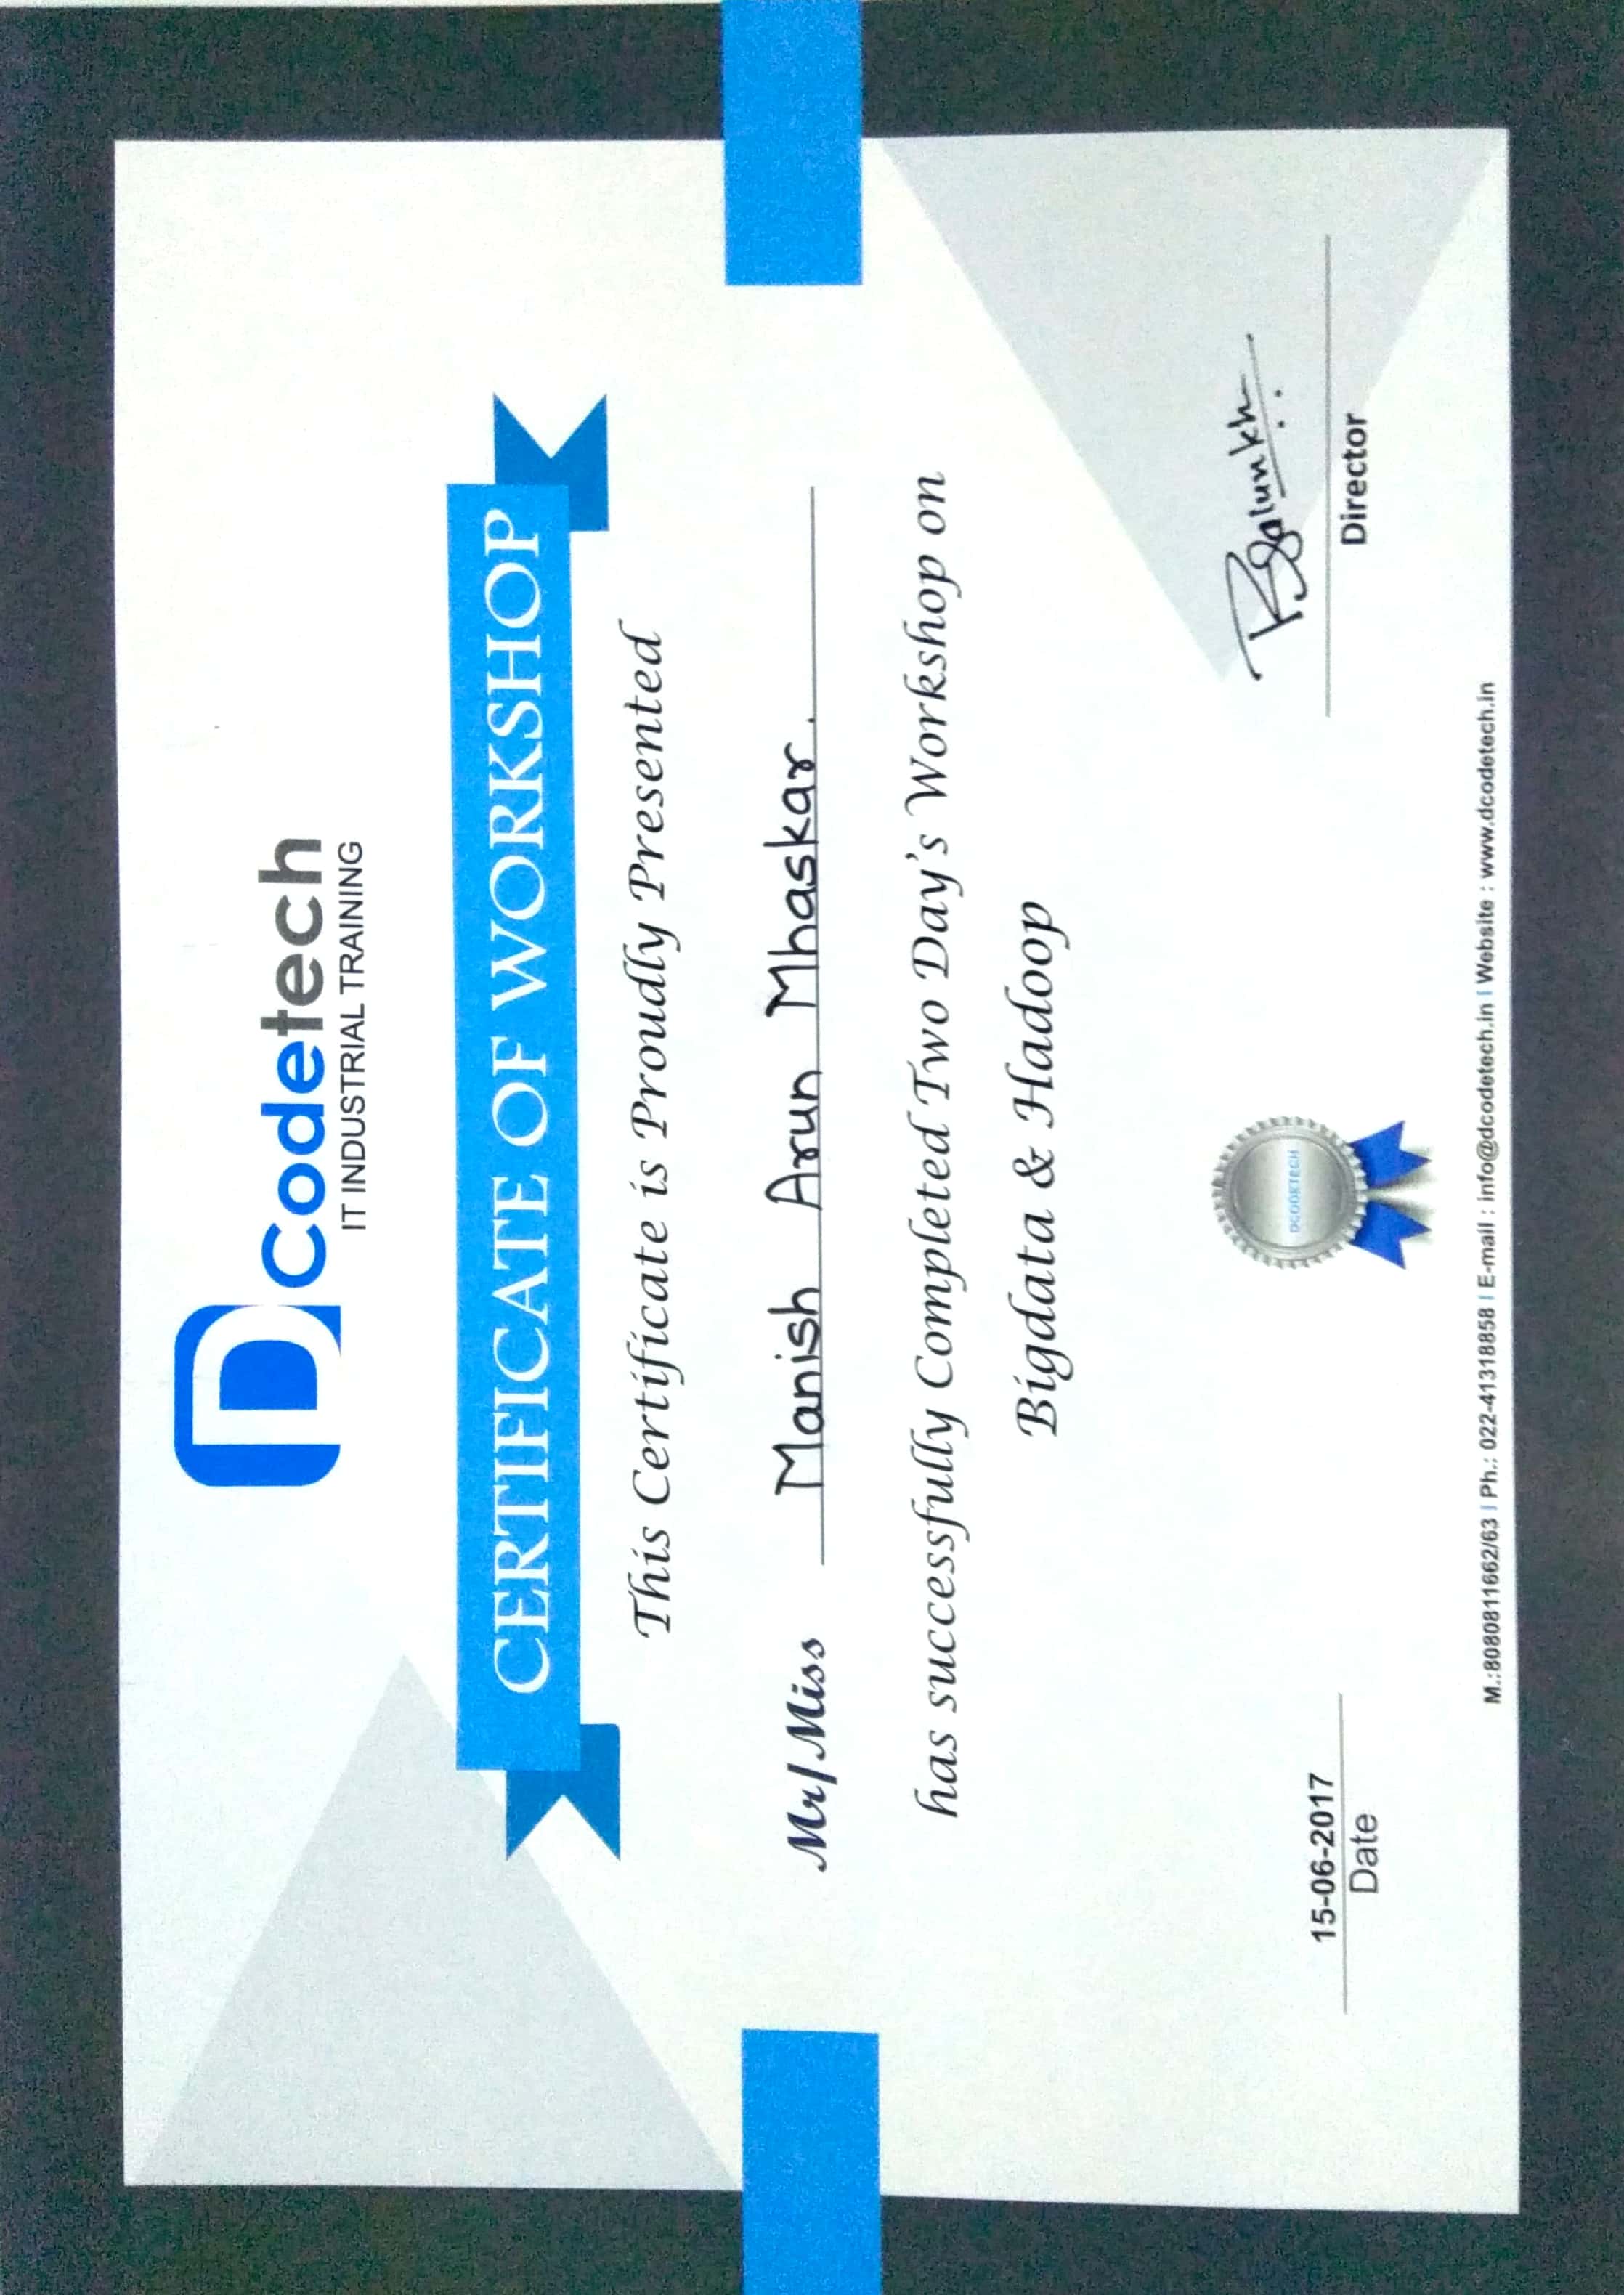 D Codetech
IT INDUSTRIAL TRAINING
CERTIFICATE OF WORKSHOP
This Certificate is Proudly Presented
Mr/Miss Manish Arun Mhaskar.
has successfully Completed Two Day's Workshop on
Bigdata & Hadoop
DCODETECH
15-06-2017
Date
Director
M.:8080811662/63 | Ph.: 022-41318858 | E-mail : info@dcodetech.in | Website : www.dcodetech.in